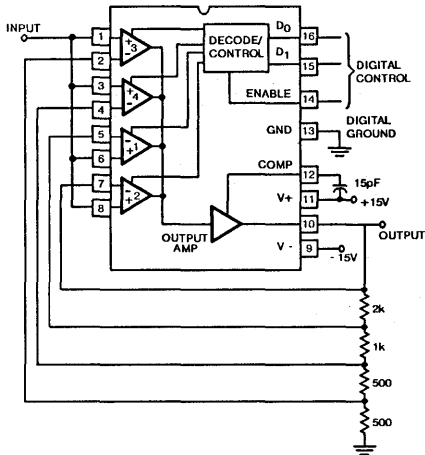 INPUT
1
2
3
4
5
6
7
8
+ 3 -
- + 4
- + 1
- + 2
DECODE/
CONTROL
D0
D1
ENABLE
GND
COMP
V+
V -
16
15
14
13
12
11
10
9
DIGITAL
CONTROL
DIGITAL
GROUND
15pF
+15V
OUTPUT
- 15V
OUTPUT
AMP
2k
1k
500
500